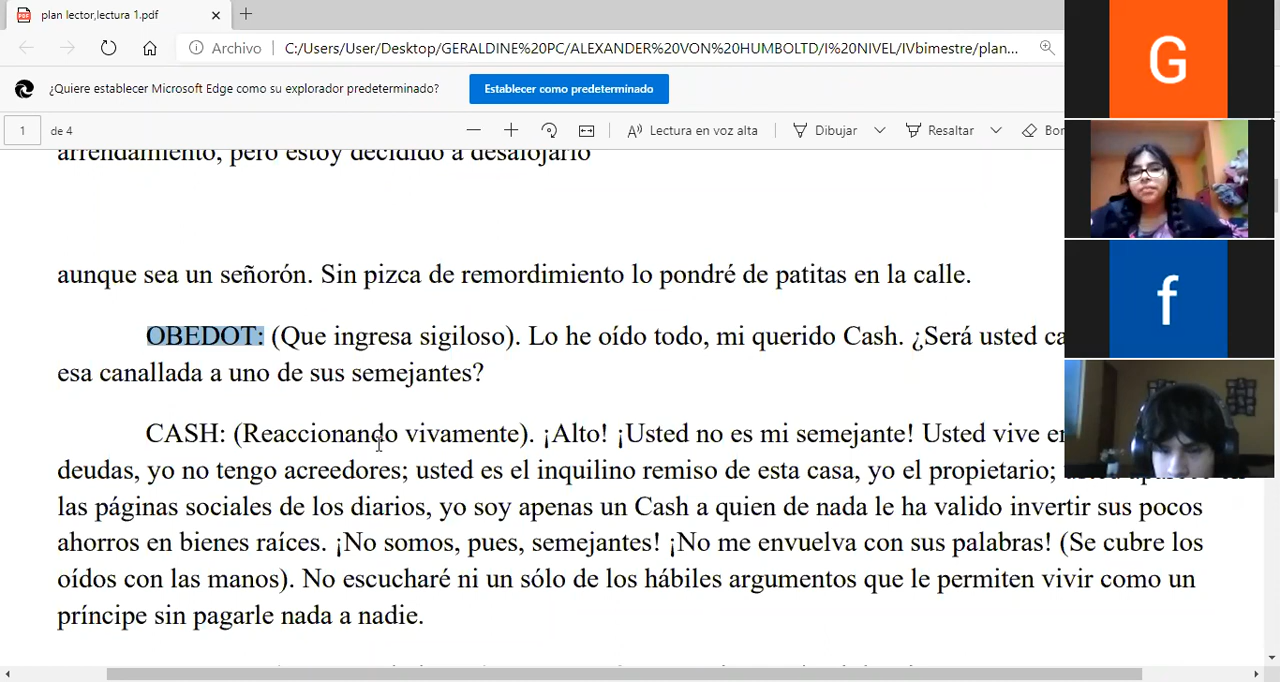 plan lector,lectura 1.pdf
Archivo C:/Users/User/Desktop/GERALDINE%20PC/ALEXANDER%20VON%20HUMBOLTD/I%20NIVEL/IVbimestre/plan...
¿Quiere establecer Microsoft Edge como su explorador predeterminado? Establecer como predeterminado
1 de 4 Lectura en voz alta Dibujar Resaltar
arrendamiento, pero estoy decidido a desalojarlo
aunque sea un señorón. Sin pizca de remordimiento lo pondré de patitas en la calle.
OBEDOT: (Que ingresa sigiloso). Lo he oído todo, mi querido Cash. ¿Será usted
esa canallada a uno de sus semejantes?
CASH: (Reaccionando vivamente). ¡Alto! ¡Usted no es mi semejante! Usted vive
deudas, yo no tengo acreedores; usted es el inquilino remiso de esta casa, yo el propietario;
las páginas sociales de los diarios, yo soy apenas un Cash a quien de nada le ha valido invertir sus pocos
ahorros en bienes raíces. ¡No somos, pues, semejantes! ¡No me envuelva con sus palabras! (Se cubre los
oídos con las manos). No escucharé ni un sólo de los hábiles argumentos que le permiten vivir como un
príncipe sin pagarle nada a nadie.
G
f